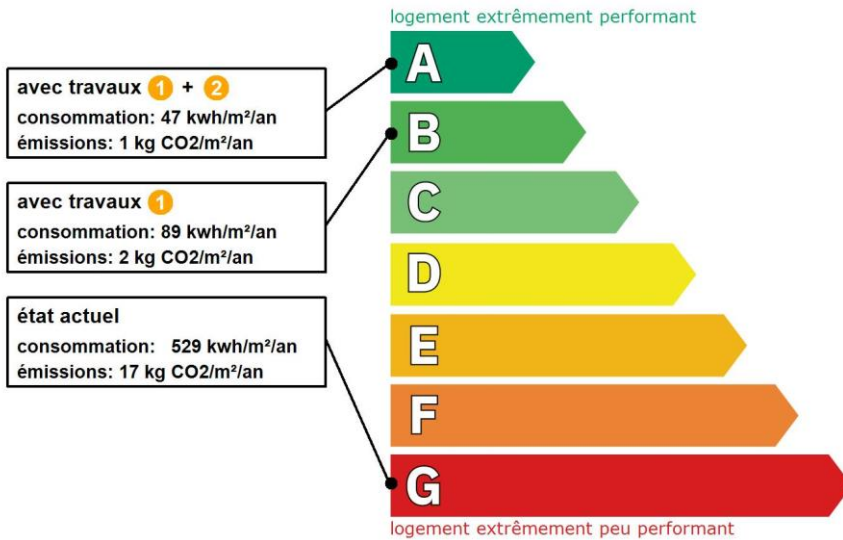 logement extrêmement performant
avec travaux 1 + 2
consommation: 47 kwh/m²/an
émissions: 1 kg CO2/m²/an
avec travaux 1
consommation: 89 kwh/m²/an
émissions: 2 kg CO2/m²/an
état actuel
consommation: 529 kwh/m²/an
émissions: 17 kg CO2/m²/an
A
B
C
D
E
F
G
logement extrêmement peu performant